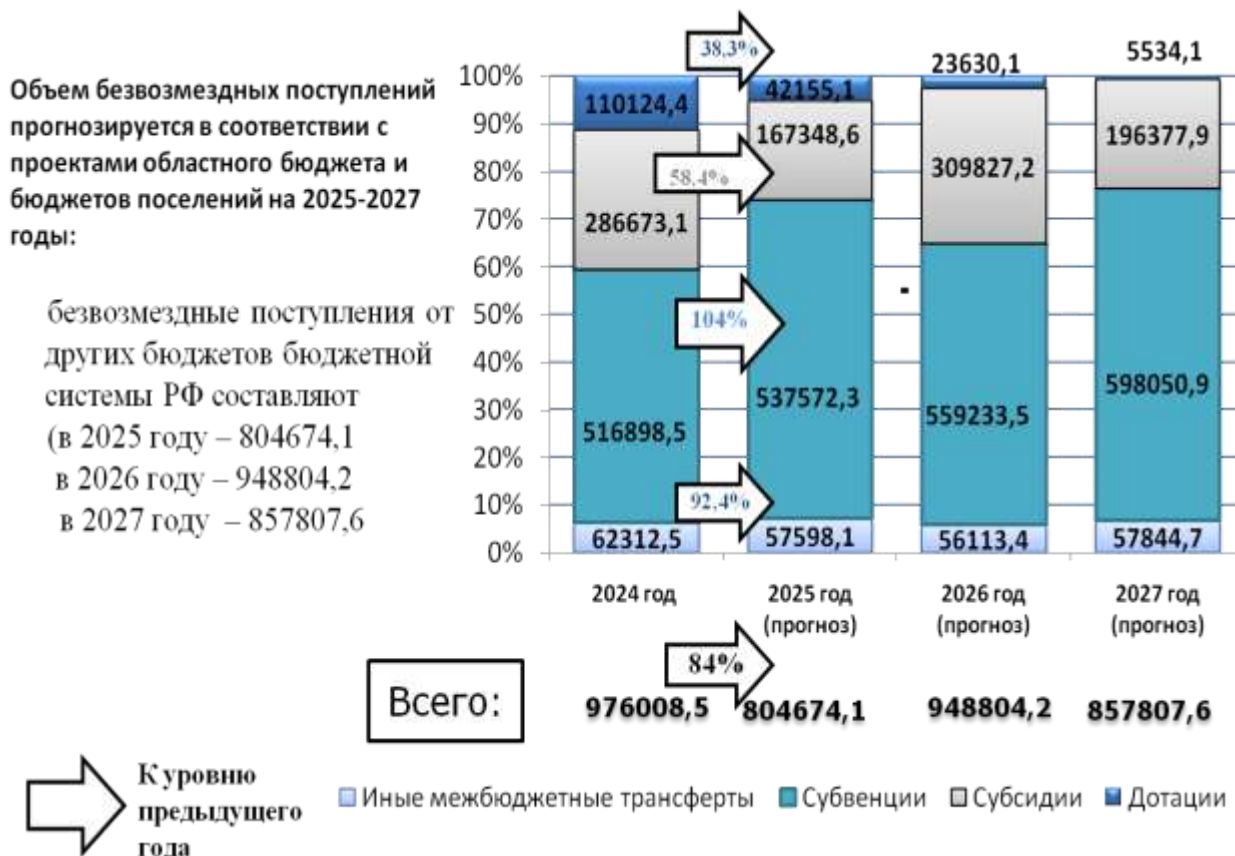 Объем безвозмездных поступлений
прогнозируется в соответствии с
проектами областного бюджета и
бюджетов поселений на 2025-2027
годы:
безвозмездные поступления от
других бюджетов бюджетной
системы РФ составляют
(в 2025 году – 804674,1
в 2026 году – 948804,2
в 2027 году – 857807,6
38,3%
23630,1
5534,1
100%
110124,4
42155,1
90%
167348,6
196377,9
80%
58,4%
309827,2
70%
286673,1
60%
50%
104%
40%
537572,3
598050,9
30%
516898,5
559233,5
20%
10%
92,4%
0%
62312,5
57598,1
56113,4
57844,7
2024 год
2025 год
(прогноз)
2026 год
(прогноз)
2027 год
(прогноз)
84%
Всего:
976008,5
804674,1
948804,2
857807,6
К уровню
предыдущего
года
Иные межбюджетные трансферты
Субвенции
Субсидии
Дотации